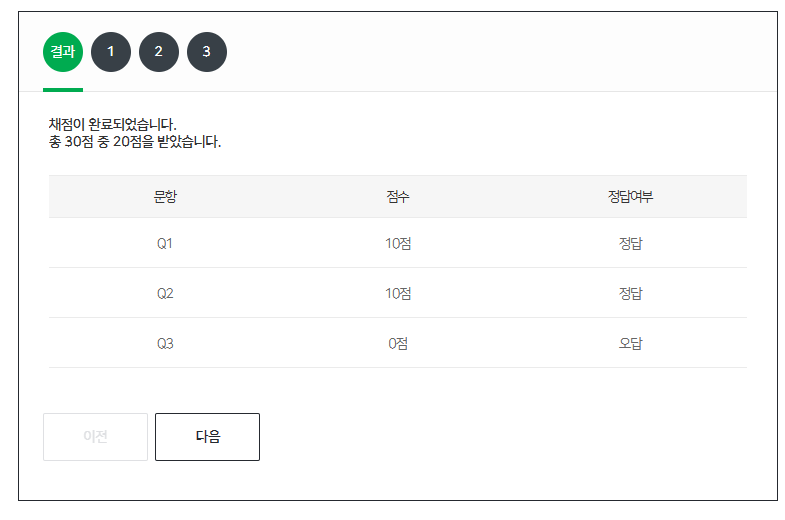 결과 1 2 3
채점이 완료되었습니다.
총 30점 중 20점을 받았습니다.
문항 점수 정답여부
Q1 10점 정답
Q2 10점 정답
Q3 0점 오답
이전 다음